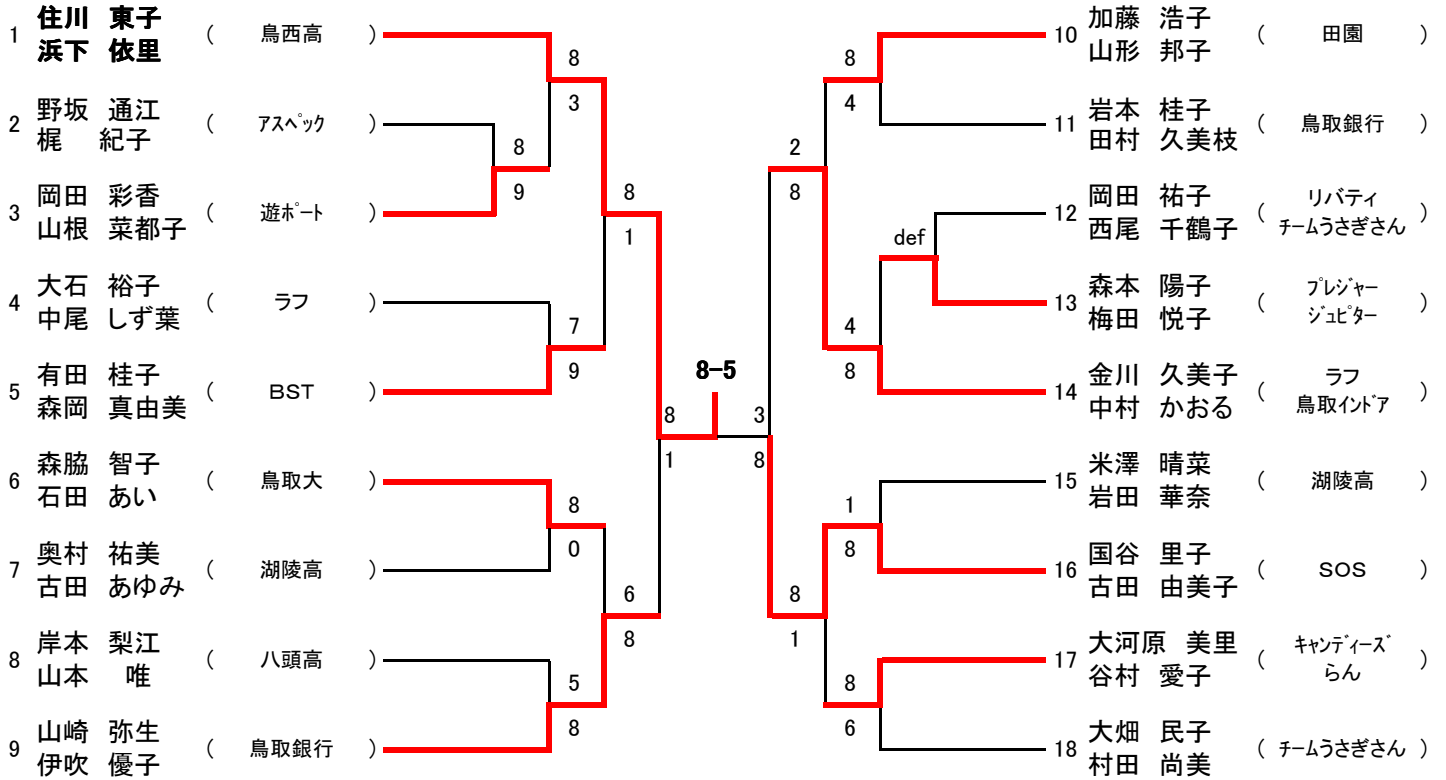 1 住川 東子
浜下 依里
( 鳥西高 )
2 野坂 通江
梶 紀子
( アスペック )
3 岡田 彩香
山根 菜都子
( 遊ポート )
4 大石 裕子
中尾 しず葉
( ラフ )
5 有田 桂子
森岡 真由美
( BST )
6 森脇 智子
石田 あい
( 鳥取大 )
7 奥村 祐美
古田 あゆみ
( 湖陵高 )
8 岸本 梨江
山本 唯
( 八頭高 )
9 山崎 弥生
伊吹 優子
( 鳥取銀行 )
8
3
8
9
8
1
7
9
8
1
8
0
6
8
5
8
8-5
3
8
2
8
8
4
def
4
8
1
8
8
1
8
6
10 加藤 浩子
山形 邦子
( 田園 )
11 岩本 桂子
田村 久美枝
( 鳥取銀行 )
12 岡田 祐子
西尾 千鶴子
( リバティ
チームうさぎさん )
13 森本 陽子
梅田 悦子
( プレジャー
ジュピター )
14 金川 久美子
中村 かおる
( ラフ
鳥取インドア )
15 米澤 晴菜
岩田 華奈
( 湖陵高 )
16 国谷 里子
古田 由美子
( SOS )
17 大河原 美里
谷村 愛子
( キャンディーズ
らん )
18 大畑 民子
村田 尚美
( チームうさぎさん )